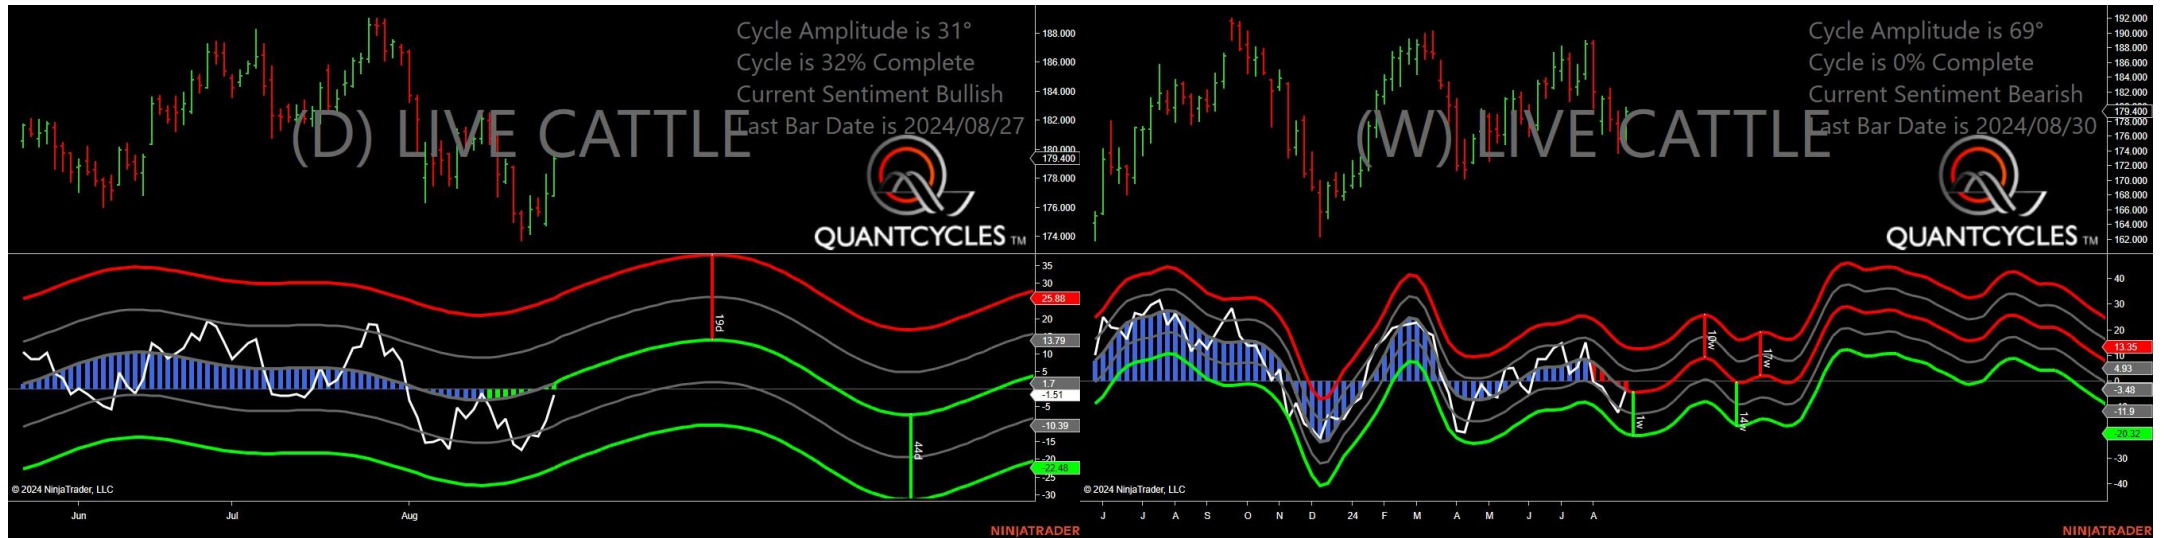 Cycle Amplitude is 31°
Cycle is 32% Complete
Current Sentiment Bullish
Last Bar Date is 2024/08/27
(D) LIVE CATTLE
QUANTCYCLES TM
188.000
186.000
184.000
182.000
180.000
179.400
178.000
176.000
174.000
35
30
25.88
20
13.79
10
5
1.7
-1.51
-5
-10.39
-15
-20
-22.48
-25
-30
19d
44d
© 2024 NinjaTrader, LLC
Jun
Jul
Aug
NINJATRADER
Cycle Amplitude is 69°
Cycle is 0% Complete
Current Sentiment Bearish
Last Bar Date is 2024/08/30
(W) LIVE CATTLE
QUANTCYCLES TM
192.000
190.000
188.000
186.000
184.000
182.000
179.400
178.000
176.000
174.000
172.000
170.000
168.000
166.000
164.000
162.000
40
30
20
13.35
10
4.93
0
-3.48
-11.9
-20.32
-30
-40
1w
10w
14w
17w
© 2024 NinjaTrader, LLC
J
J
A
S
O
N
D
24
F
M
A
M
J
J
A
NINJATRADER